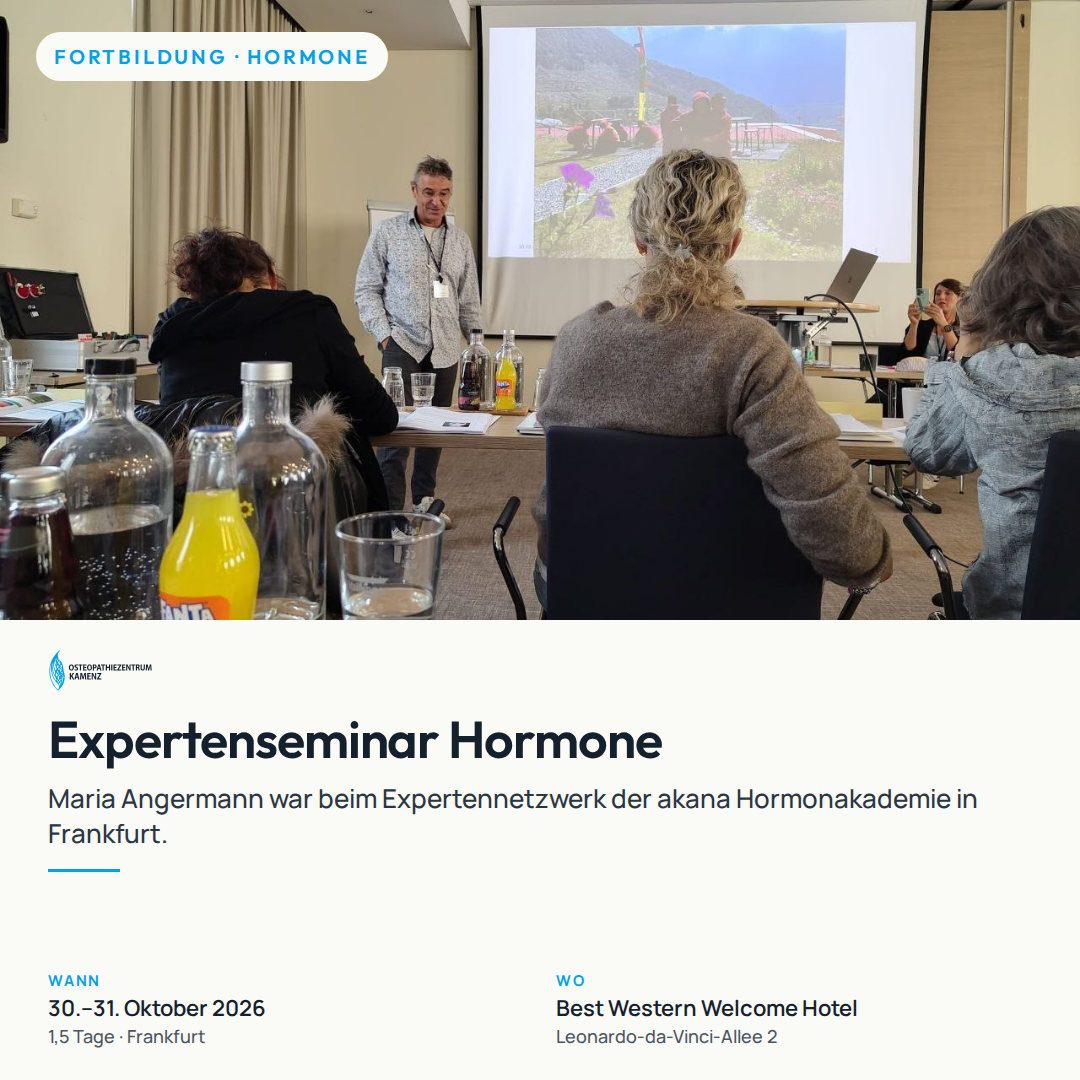 FORTBILDUNG · HORMONE
FANTA
OSTEOPATHIEZENTRUM
KAMENZ
Expertenseminar Hormone
Maria Angermann war beim Expertennetzwerk der akana Hormonakademie in
Frankfurt.
WANN
30.–31. Oktober 2026
1,5 Tage · Frankfurt
WO
Best Western Welcome Hotel
Leonardo-da-Vinci-Allee 2